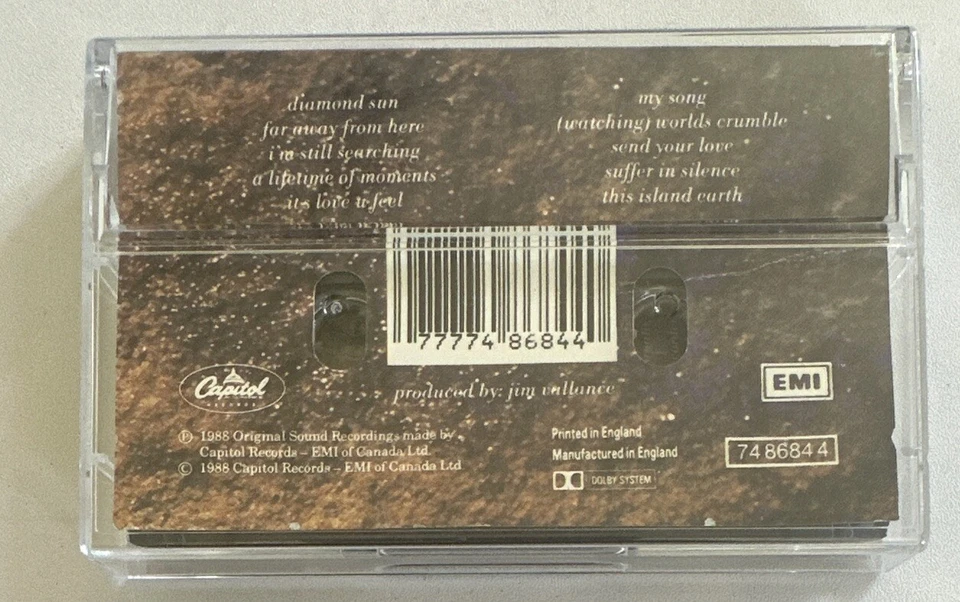 diamond sun
far away from here
i'm still searching
a lifetime of moments
it's love u feel
my song
(watching) worlds crumble
send your love
suffer in silence
this island earth
77774 86844
Capitol
RECORDS
produced by: jim vallance
EMI
℗ 1988 Original Sound Recordings made by
Capitol Records – EMI of Canada Ltd.
© 1988 Capitol Records – EMI of Canada Ltd
Printed in England
Manufactured in England
DOLBY SYSTEM
7486844